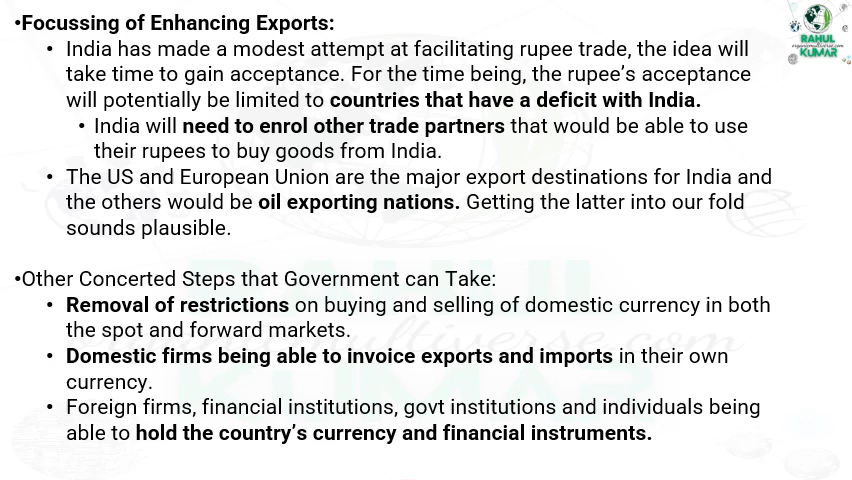 •Focussing of Enhancing Exports:
• India has made a modest attempt at facilitating rupee trade, the idea will
take time to gain acceptance. For the time being, the rupee’s acceptance
will potentially be limited to countries that have a deficit with India.
• India will need to enrol other trade partners that would be able to use
their rupees to buy goods from India.
• The US and European Union are the major export destinations for India and
the others would be oil exporting nations. Getting the latter into our fold
sounds plausible.
•Other Concerted Steps that Government can Take:
• Removal of restrictions on buying and selling of domestic currency in both
the spot and forward markets.
• Domestic firms being able to invoice exports and imports in their own
currency.
• Foreign firms, financial institutions, govt institutions and individuals being
able to hold the country’s currency and financial instruments.
RAHUL
KUMAR